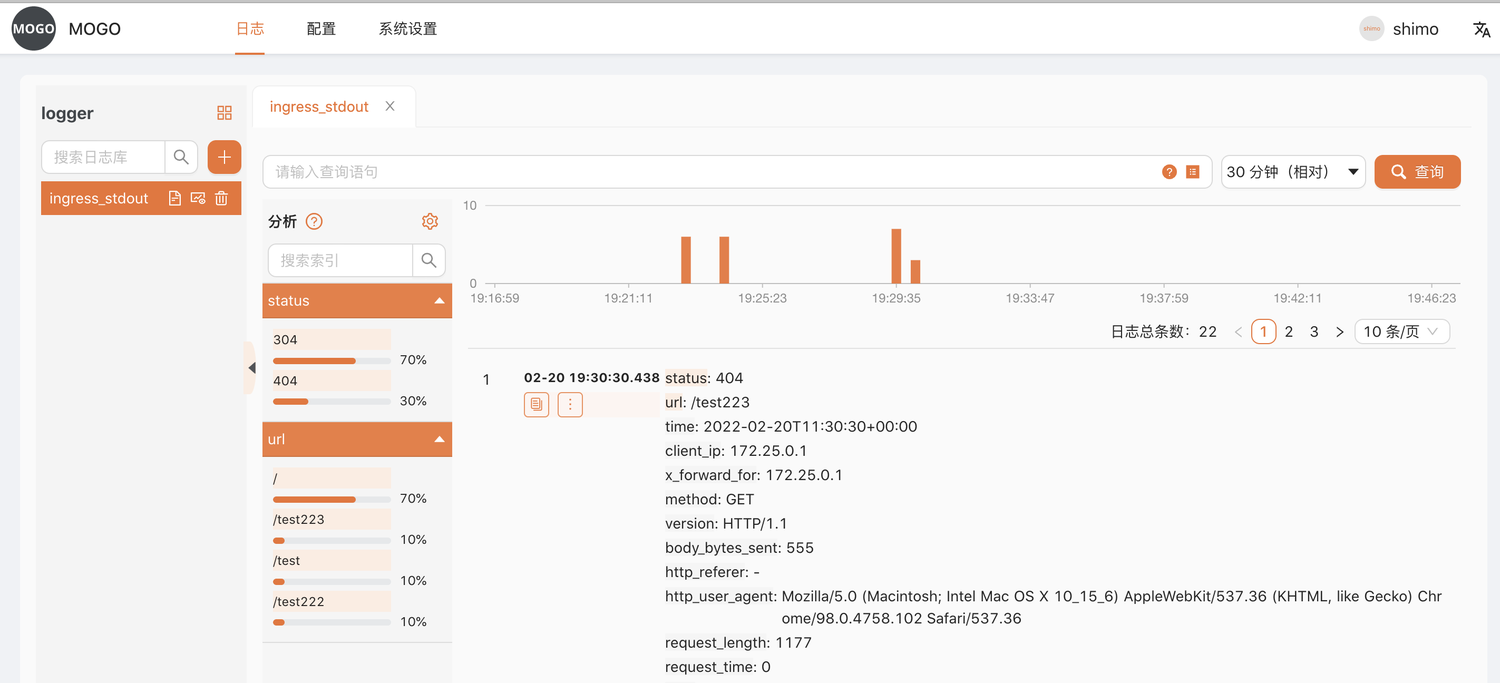 MOGO MOGO 日志 配置 系统设置 shimo shimo
logger
ingress_stdout
搜索日志库
ingress_stdout
请输入查询语句
30 分钟（相对）
查询
分析
搜索索引
status
304
70%
404
30%
url
/
70%
/test223
10%
/test
10%
/test222
10%
10
0
19:16:59 19:21:11 19:25:23 19:29:35 19:33:47 19:37:59 19:42:11 19:46:23
日志总条数: 22 < 1 2 3 > 10 条/页
1 02-20 19:30:30.438 status: 404
url: /test223
time: 2022-02-20T11:30:30+00:00
client_ip: 172.25.0.1
x_forward_for: 172.25.0.1
method: GET
version: HTTP/1.1
body_bytes_sent: 555
http_referer: -
http_user_agent: Mozilla/5.0 (Macintosh; Intel Mac OS X 10_15_6) AppleWebKit/537.36 (KHTML, like Gecko) Chr
ome/98.0.4758.102 Safari/537.36
request_length: 1177
request_time: 0